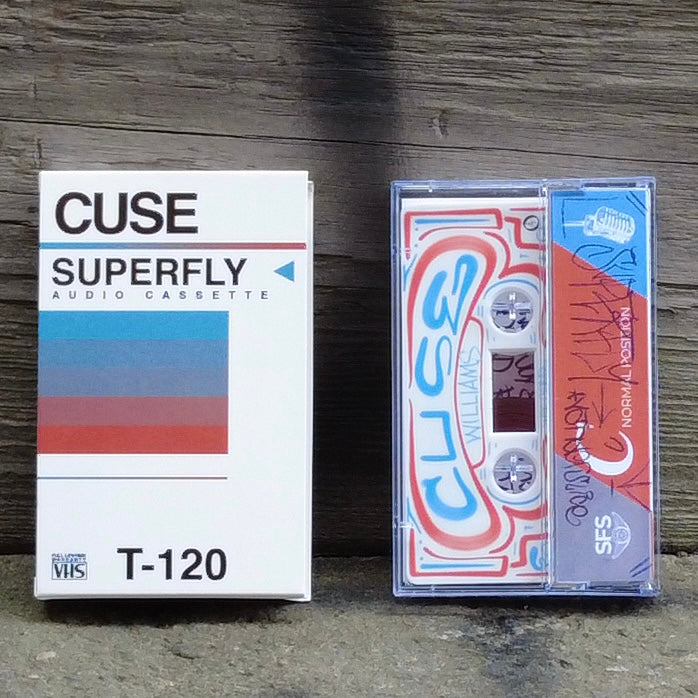 CUSE
SUPERFLY
AUDIO CASSETTE
VHS
T-120
CUSE
WILLIAMS
NORMAL POSITION
SFS